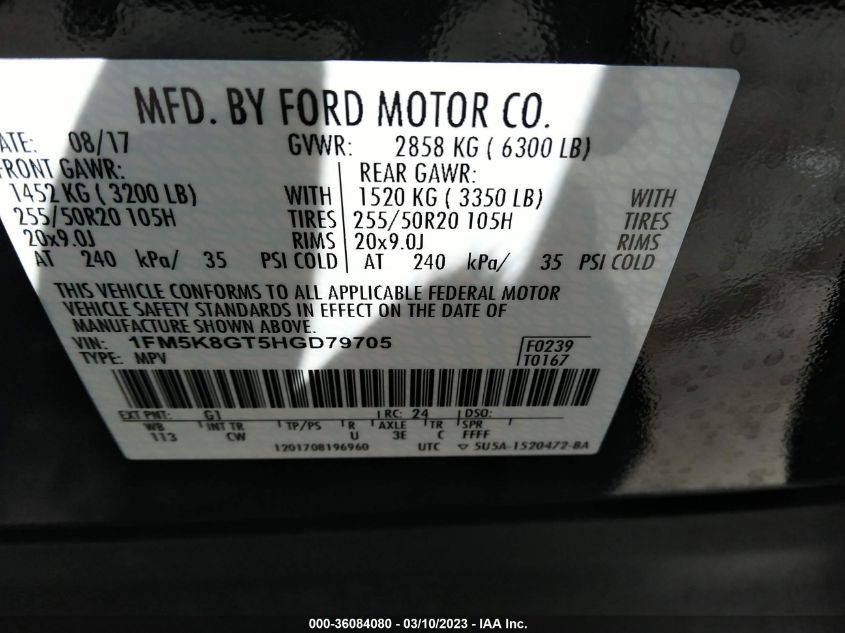 MFD. BY FORD MOTOR CO.
ATE: 08/17 GVWR: 2858 KG ( 6300 LB)
FRONT GAWR: REAR GAWR:
1452 KG ( 3200 LB) WITH 1520 KG ( 3350 LB) WITH
255/50R20 105H TIRES 255/50R20 105H TIRES
20x9.0J RIMS 20x9.0J RIMS
AT 240 kPa/ 35 PSI COLD AT 240 kPa/ 35 PSI COLD
THIS VEHICLE CONFORMS TO ALL APPLICABLE FEDERAL MOTOR
VEHICLE SAFETY STANDARDS IN EFFECT ON THE DATE OF
MANUFACTURE SHOWN ABOVE.
VIN: 1FM5K8GT5HGD79705 F0239
TYPE: MPV T0167
EXT PNT: G1 RC: 24 DSO:
WB INT TR TP/PS R AXLE TR SPR
113 CW U 3E C FFFF
1201708196960 UTC ▽ 5U5A-1520472-BA
000-36084080 — 03/10/2023 — IAA Inc.